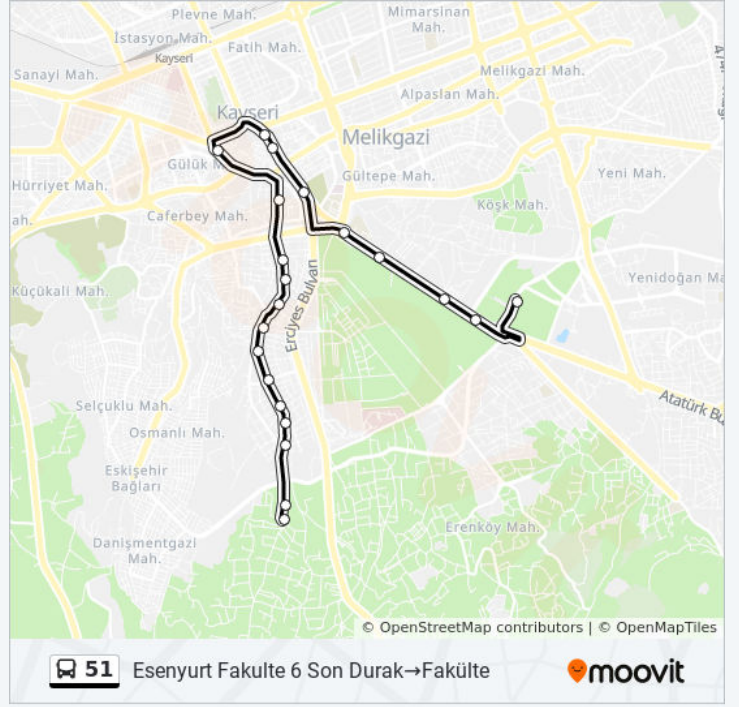 Plevne Mah.
Mimarsinan
Mah.
İstasyon Mah.
Fatih Mah.
Kayseri
Sanayi Mah.
Melikgazi Mah.
Alpaslan Mah.
Kayseri
Melikgazi
Gülük
Gültepe Mah.
Yeni Mah.
Hürriyet Mah.
Köşk Mah.
Caferbey Mah.
ah.
Yenidoğan Ma
Küçükali Mah.
Erciyes Bulvarı
Atatürk Bu
Selçuklu Mah.
Osmanlı Mah.
Eskişehir
Bağları
Erenköy Mah.
Danişmentgazi
Mah.
© OpenStreetMap contributors | © OpenMapTiles
51 Esenyurt Fakulte 6 Son Durak→Fakülte
moovit